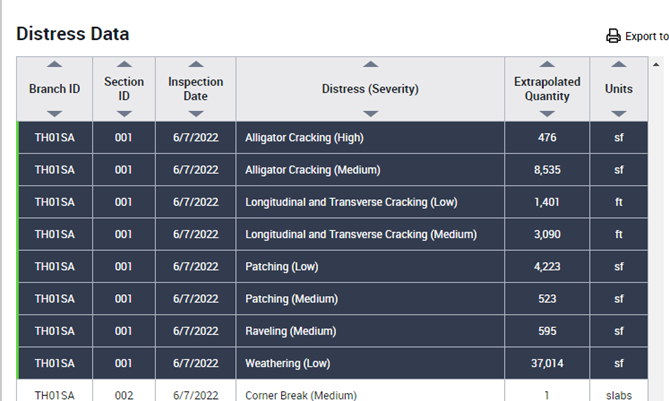 Distress Data
Export to
Branch ID Section ID Inspection Date Distress (Severity) Extrapolated Quantity Units
TH01SA 001 6/7/2022 Alligator Cracking (High) 476 sf
TH01SA 001 6/7/2022 Alligator Cracking (Medium) 8,535 sf
TH01SA 001 6/7/2022 Longitudinal and Transverse Cracking (Low) 1,401 ft
TH01SA 001 6/7/2022 Longitudinal and Transverse Cracking (Medium) 3,090 ft
TH01SA 001 6/7/2022 Patching (Low) 4,223 sf
TH01SA 001 6/7/2022 Patching (Medium) 523 sf
TH01SA 001 6/7/2022 Raveling (Medium) 595 sf
TH01SA 001 6/7/2022 Weathering (Low) 37,014 sf
TH01SA 002 6/7/2022 Corner Break (Medium) 1 slabs